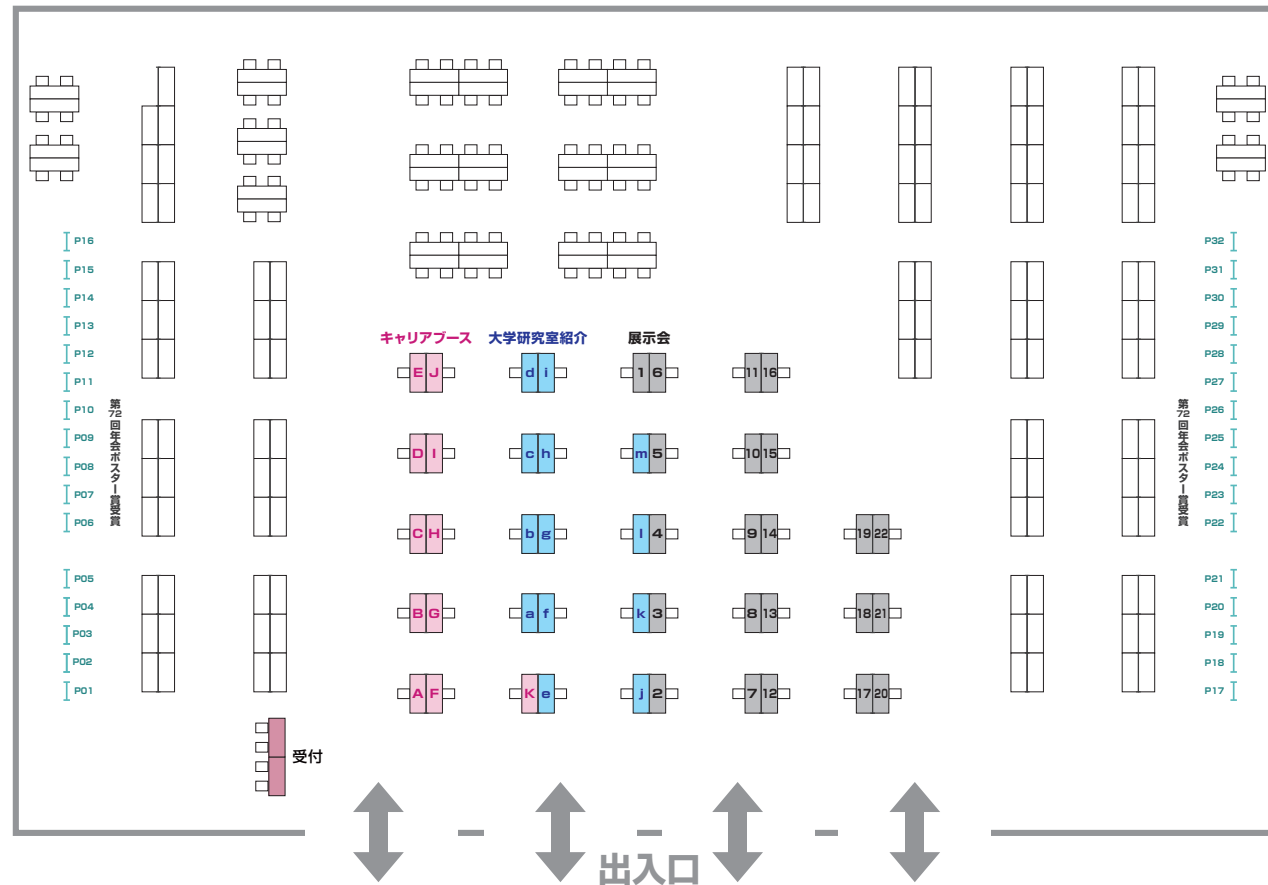 P16
P15
P14
P13
P12
P11
P10
P09
P08
P07
P06
P05
P04
P03
P02
P01
第72回年会ポスター賞受賞
キャリアブース 大学研究室紹介 展示会
E J d i 1 6 11 16
D I c h m 5 10 15
C H b g l 4 9 14 19 22
B G a f k 3 8 13 18 21
A F K e j 2 7 12 17 20
受付
第72回年会ポスター賞受賞
P32
P31
P30
P29
P28
P27
P26
P25
P24
P23
P22
P21
P20
P19
P18
P17
出入口